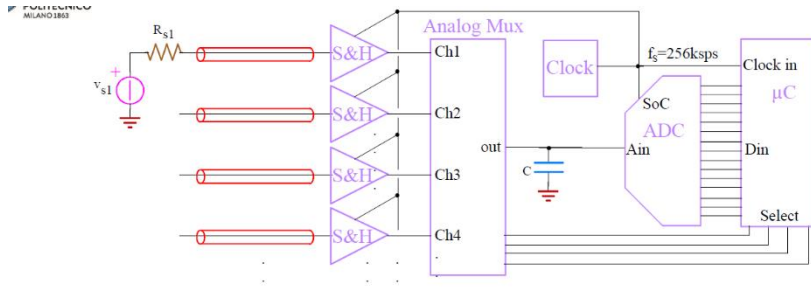 POLITECNICO
MILANO 1863
Rs1
vs1
+
S&H
S&H
S&H
S&H
Analog Mux
Ch1
Ch2
Ch3
Ch4
out
C
Clock
fs=256ksps
SoC
ADC
Ain
Clock in
µC
Din
Select